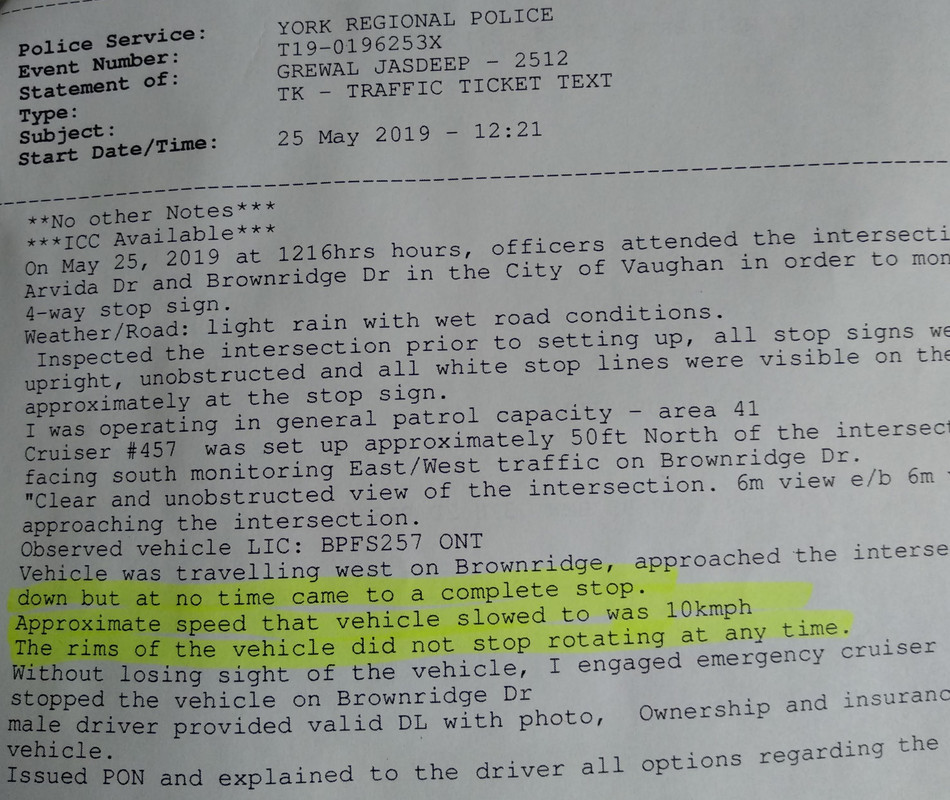 Police Service: YORK REGIONAL POLICE
Event Number: T19-0196253X
Statement of: GREWAL JASDEEP - 2512
Type: TK - TRAFFIC TICKET TEXT
Subject:
Start Date/Time: 25 May 2019 - 12:21
**No other Notes***
***ICC Available***
On May 25, 2019 at 1216hrs hours, officers attended the intersecti
Arvida Dr and Brownridge Dr in the City of Vaughan in order to mon
4-way stop sign.
Weather/Road: light rain with wet road conditions.
Inspected the intersection prior to setting up, all stop signs we
upright, unobstructed and all white stop lines were visible on the
approximately at the stop sign.
I was operating in general patrol capacity - area 41
Cruiser #457 was set up approximately 50ft North of the intersect
facing south monitoring East/West traffic on Brownridge Dr.
"Clear and unobstructed view of the intersection. 6m view e/b 6m
approaching the intersection.
Observed vehicle LIC: BPFS257 ONT
Vehicle was travelling west on Brownridge, approached the interse
down but at no time came to a complete stop.
Approximate speed that vehicle slowed to was 10kmph
The rims of the vehicle did not stop rotating at any time.
Without losing sight of the vehicle, I engaged emergency cruiser
stopped the vehicle on Brownridge Dr
male driver provided valid DL with photo, Ownership and insuranc
vehicle.
Issued PON and explained to the driver all options regarding the